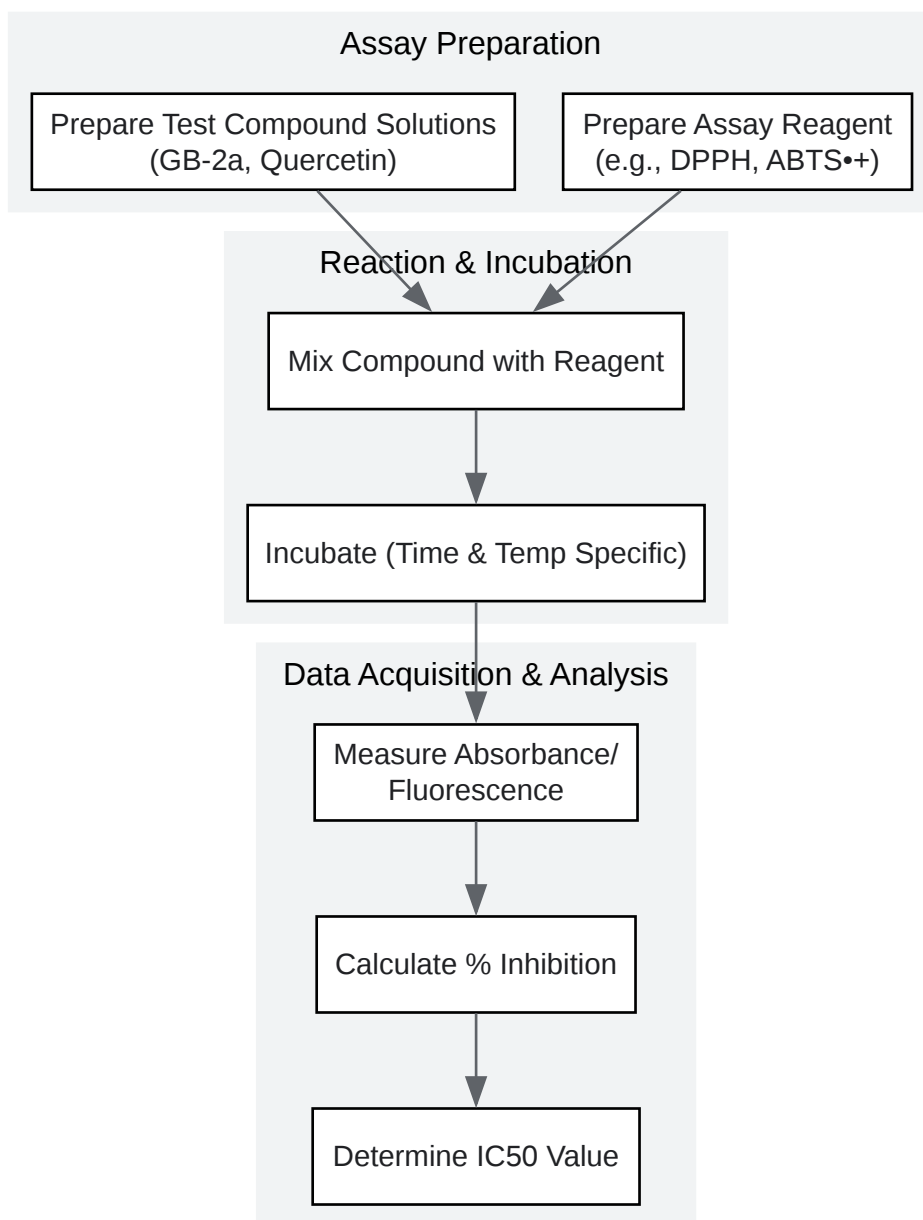 Assay Preparation
Prepare Test Compound Solutions
(GB-2a, Quercetin)
Prepare Assay Reagent
(e.g., DPPH, ABTS•+)
Reaction & Incubation
Mix Compound with Reagent
Incubate (Time & Temp Specific)
Data Acquisition & Analysis
Measure Absorbance/
Fluorescence
Calculate % Inhibition
Determine IC50 Value